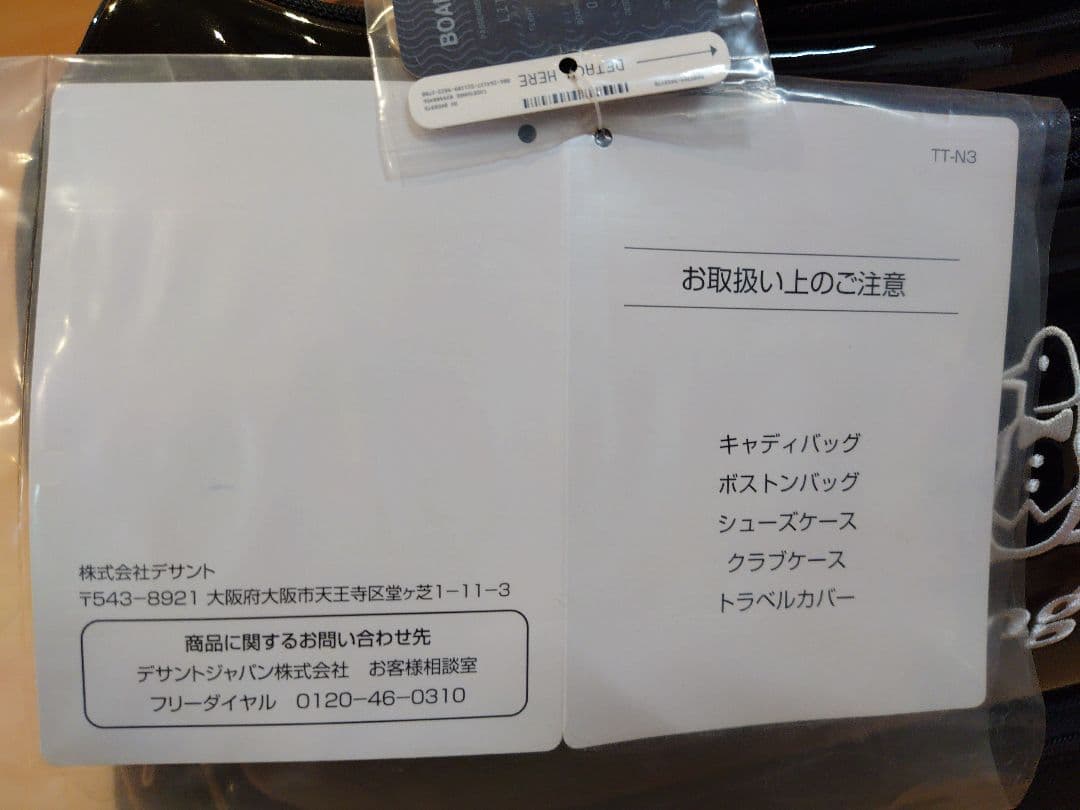 BOA
DETACH HERE
TT-N3
お取扱い上のご注意
キャディバッグ
ボストンバッグ
シューズケース
クラブケース
トラベルカバー
株式会社デサント
〒543-8921 大阪府大阪市天王寺区堂ヶ芝1-11-3
商品に関するお問い合わせ先
デサントジャパン株式会社 お客様相談室
フリーダイヤル 0120-46-0310